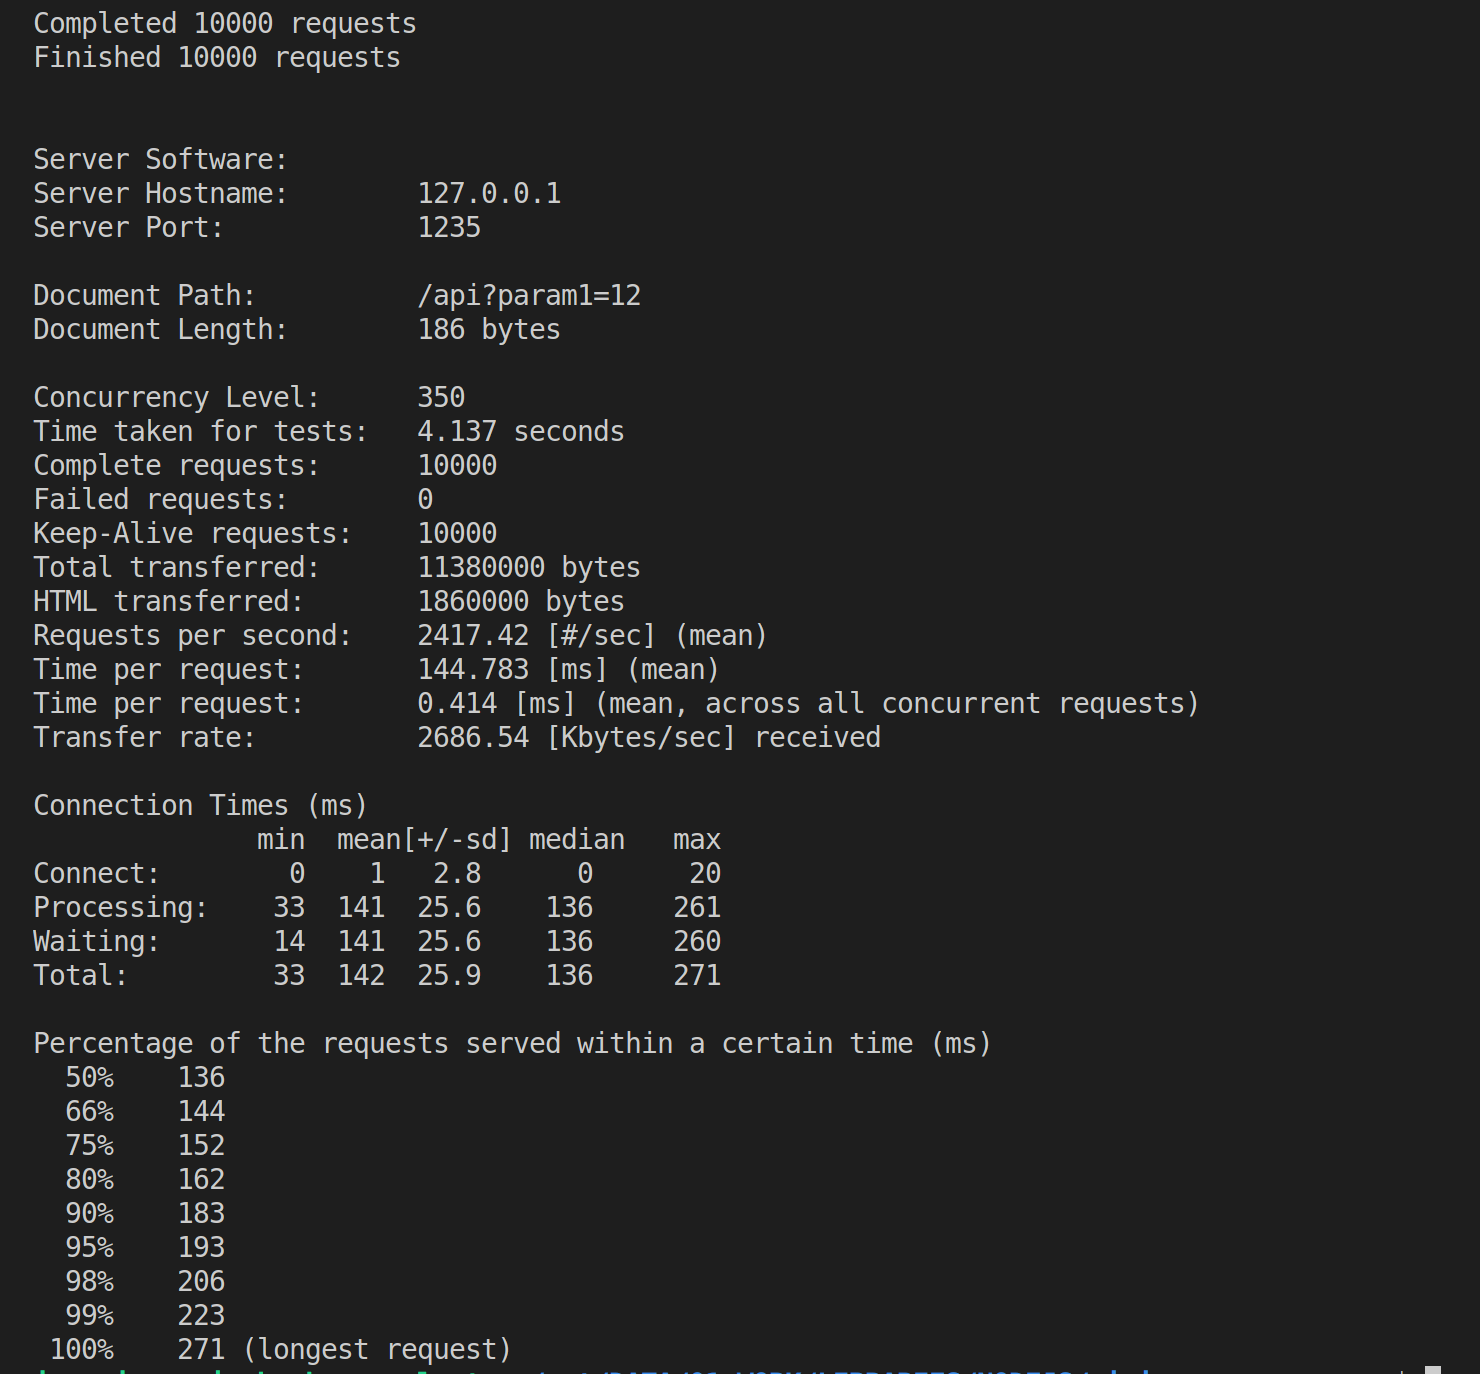 Completed 10000 requests
Finished 10000 requests
Server Software:
Server Hostname:        127.0.0.1
Server Port:            1235
Document Path:          /api?param1=12
Document Length:        186 bytes
Concurrency Level:      350
Time taken for tests:   4.137 seconds
Complete requests:      10000
Failed requests:        0
Keep-Alive requests:    10000
Total transferred:      11380000 bytes
HTML transferred:       1860000 bytes
Requests per second:    2417.42 [#/sec] (mean)
Time per request:       144.783 [ms] (mean)
Time per request:       0.414 [ms] (mean, across all concurrent requests)
Transfer rate:          2686.54 [Kbytes/sec] received
Connection Times (ms)
              min  mean[+/-sd] median   max
Connect:        0    1   2.8      0      20
Processing:    33  141  25.6    136     261
Waiting:       14  141  25.6    136     260
Total:         33  142  25.9    136     271
Percentage of the requests served within a certain time (ms)
  50%    136
  66%    144
  75%    152
  80%    162
  90%    183
  95%    193
  98%    206
  99%    223
 100%    271 (longest request)